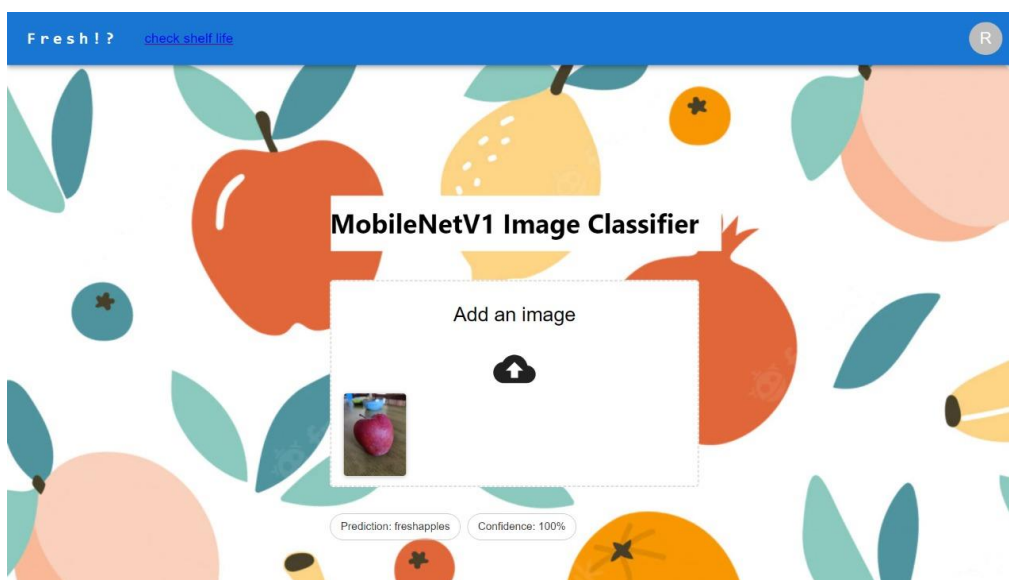 Fresh!? check shelf life R
MobileNetV1 Image Classifier
Add an image
Prediction: freshapples Confidence: 100%